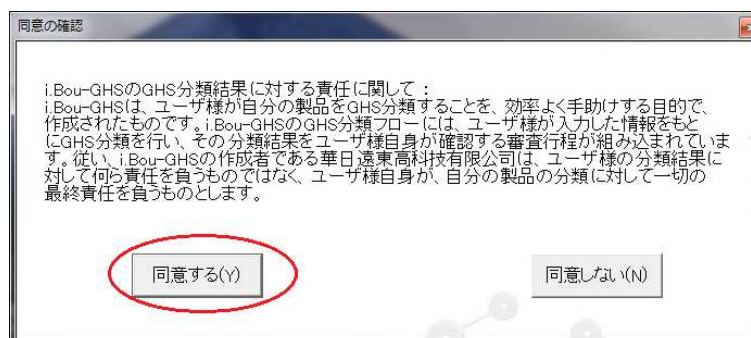 同意の確認
i.Bou-GHSのGHS分類結果に対する責任に関して：
i.Bou-GHSは、ユーザ様が自分の製品をGHS分類することを、効率よく手助けする目的で、
作成されたものです。i.Bou-GHSのGHS分類フローには、ユーザ様が入力した情報をもと
にGHS分類を行い、その分類結果をユーザ様自身が確認する審査行程が組み込まれていま
す。従い、i.Bou-GHSの作成者である華日遠東高科技有限公司は、ユーザ様の分類結果に
対して何ら責任を負うものではなく、ユーザ様自身が、自分の製品の分類に対して一切の
最終責任を負うものとします。
同意する(Y)
同意しない(N)